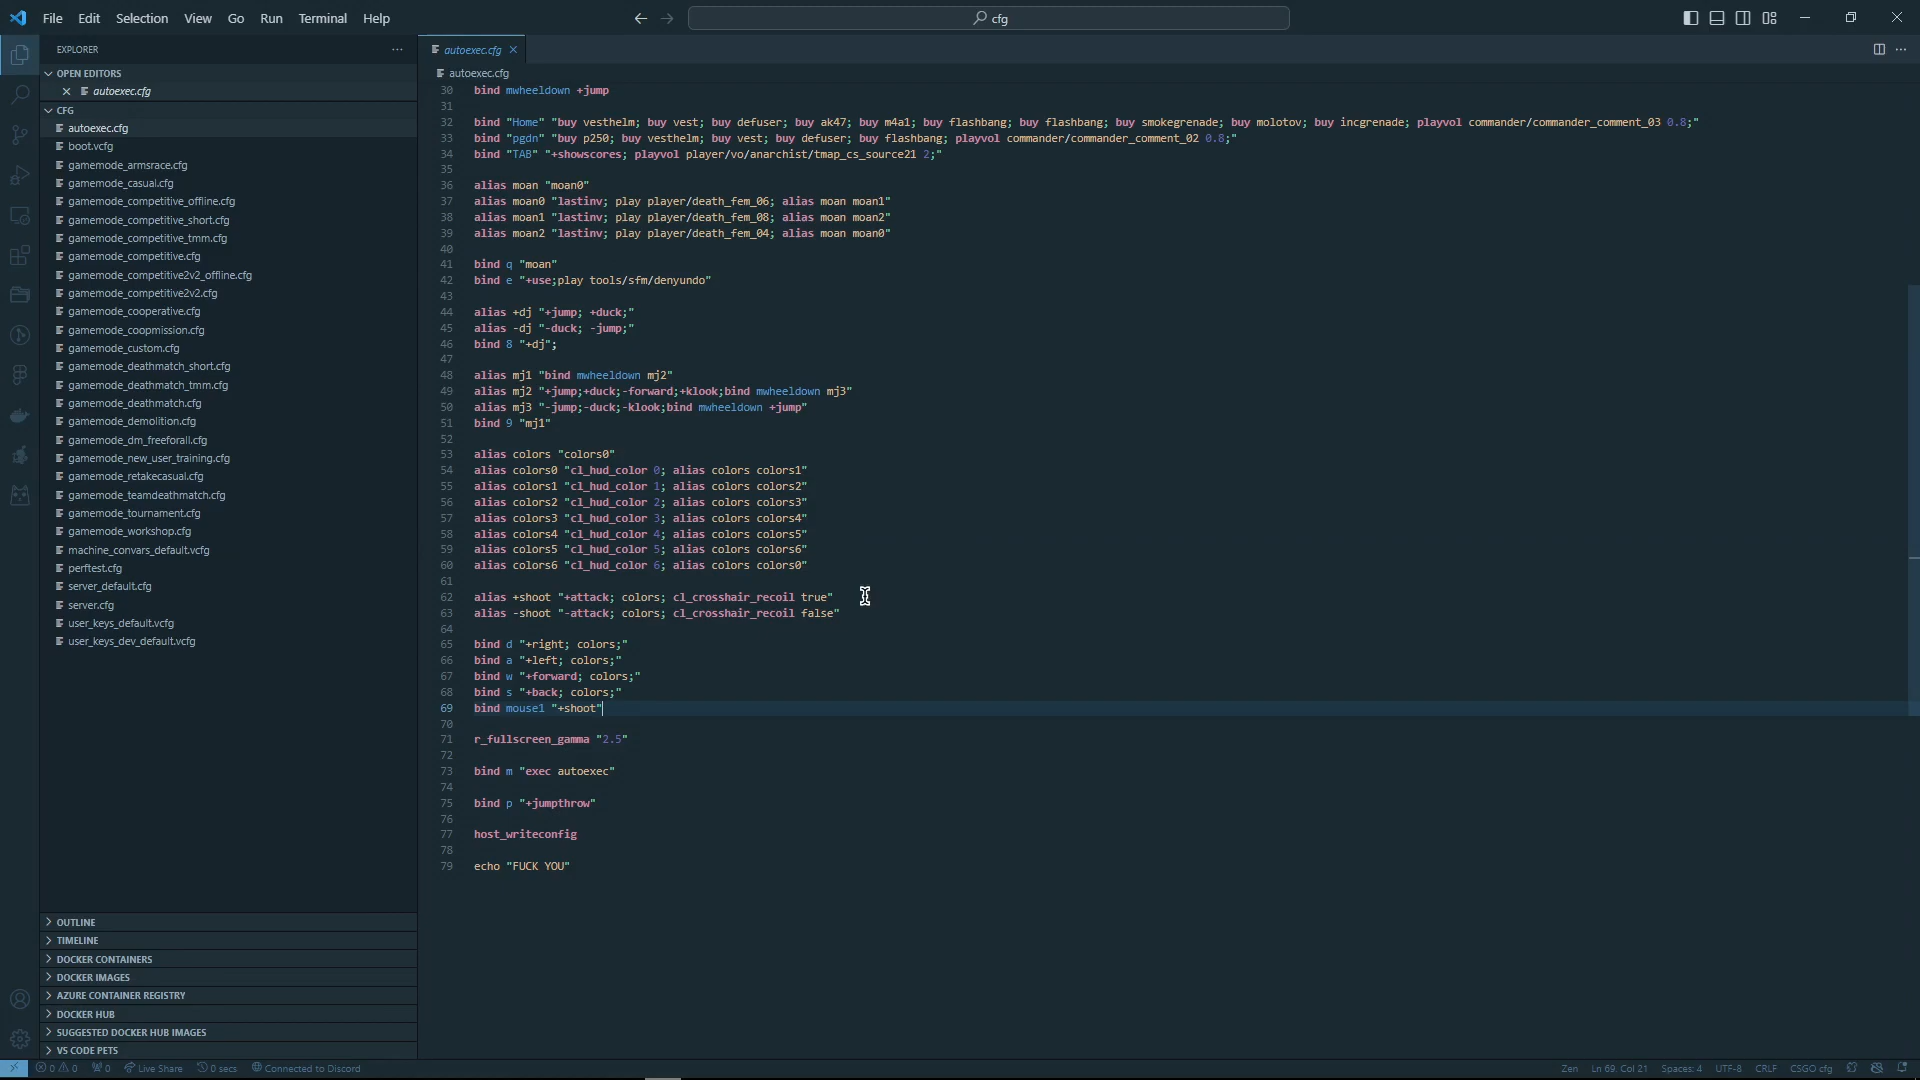 File Edit Selection View Go Run Terminal Help
cfg
EXPLORER
OPEN EDITORS
autoexec.cfg
CFG
autoexec.cfg
boot.vcfg
gamemode_armsrace.cfg
gamemode_casual.cfg
gamemode_competitive_offline.cfg
gamemode_competitive_short.cfg
gamemode_competitive_tmm.cfg
gamemode_competitive.cfg
gamemode_competitive2v2_offline.cfg
gamemode_competitive2v2.cfg
gamemode_cooperative.cfg
gamemode_coopmission.cfg
gamemode_custom.cfg
gamemode_deathmatch_short.cfg
gamemode_deathmatch_tmm.cfg
gamemode_deathmatch.cfg
gamemode_demolition.cfg
gamemode_dm_freeforall.cfg
gamemode_new_user_training.cfg
gamemode_retakecasual.cfg
gamemode_teamdeathmatch.cfg
gamemode_tournament.cfg
gamemode_workshop.cfg
machine_convars_default.vcfg
perftest.cfg
server_default.cfg
server.cfg
user_keys_default.vcfg
user_keys_dev_default.vcfg
OUTLINE
TIMELINE
DOCKER CONTAINERS
DOCKER IMAGES
AZURE CONTAINER REGISTRY
DOCKER HUB
SUGGESTED DOCKER HUB IMAGES
VS CODE PETS
autoexec.cfg
autoexec.cfg
30 bind mwheeldown +jump
31
32 bind "Home" "buy vesthelm; buy vest; buy defuser; buy ak47; buy m4a1; buy flashbang; buy flashbang; buy smokegrenade; buy molotov; buy incgrenade; playvol commander/commander_comment_03 0.8;"
33 bind "pgdn" "buy p250; buy vesthelm; buy vest; buy defuser; buy flashbang; playvol commander/commander_comment_02 0.8;"
34 bind "TAB" "+showscores; playvol player/vo/anarchist/tmap_cs_source21 2;"
35
36 alias moan "moan0"
37 alias moan0 "lastinv; play player/death_fem_06; alias moan moan1"
38 alias moan1 "lastinv; play player/death_fem_08; alias moan moan2"
39 alias moan2 "lastinv; play player/death_fem_04; alias moan moan0"
40
41 bind q "moan"
42 bind e "+use;play tools/sfm/denyundo"
43
44 alias +dj "+jump; +duck;"
45 alias -dj "-duck; -jump;"
46 bind 8 "+dj";
47
48 alias mj1 "bind mwheeldown mj2"
49 alias mj2 "+jump;+duck;-forward;+klook;bind mwheeldown mj3"
50 alias mj3 "-jump;-duck;-klook;bind mwheeldown +jump"
51 bind 9 "mj1"
52
53 alias colors "colors0"
54 alias colors0 "cl_hud_color 0; alias colors colors1"
55 alias colors1 "cl_hud_color 1; alias colors colors2"
56 alias colors2 "cl_hud_color 2; alias colors colors3"
57 alias colors3 "cl_hud_color 3; alias colors colors4"
58 alias colors4 "cl_hud_color 4; alias colors colors5"
59 alias colors5 "cl_hud_color 5; alias colors colors6"
60 alias colors6 "cl_hud_color 6; alias colors colors0"
61
62 alias +shoot "+attack; colors; cl_crosshair_recoil true"
63 alias -shoot "-attack; colors; cl_crosshair_recoil false"
64
65 bind d "+right; colors;"
66 bind a "+left; colors;"
67 bind w "+forward; colors;"
68 bind s "+back; colors;"
69 bind mouse1 "+shoot"
70
71 r_fullscreen_gamma "2.5"
72
73 bind m "exec autoexec"
74
75 bind p "+jumpthrow"
76
77 host_writeconfig
78
79 echo "FUCK YOU"
0 0 0 Live Share 0 secs Connected to Discord Zen Ln 69, Col 21 Spaces: 4 UTF-8 CRLF CSGO cfg